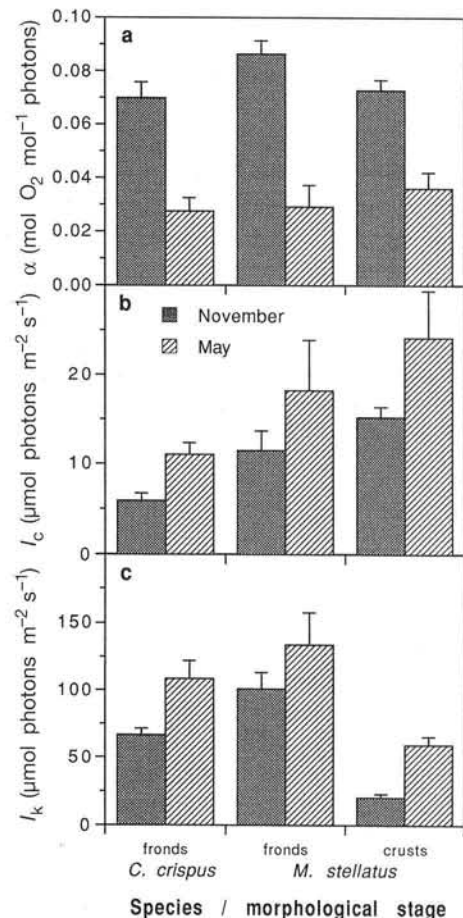 a
0.10
0.08
0.06
0.04
0.02
0.00
α (mol O₂ mol⁻¹ photons)
b
November
May
20
10
0
I_c (μmol photons m⁻² s⁻¹)
c
150
100
50
0
I_k (μmol photons m⁻² s⁻¹)
fronds fronds crusts
C. crispus M. stellatus
Species / morphological stage